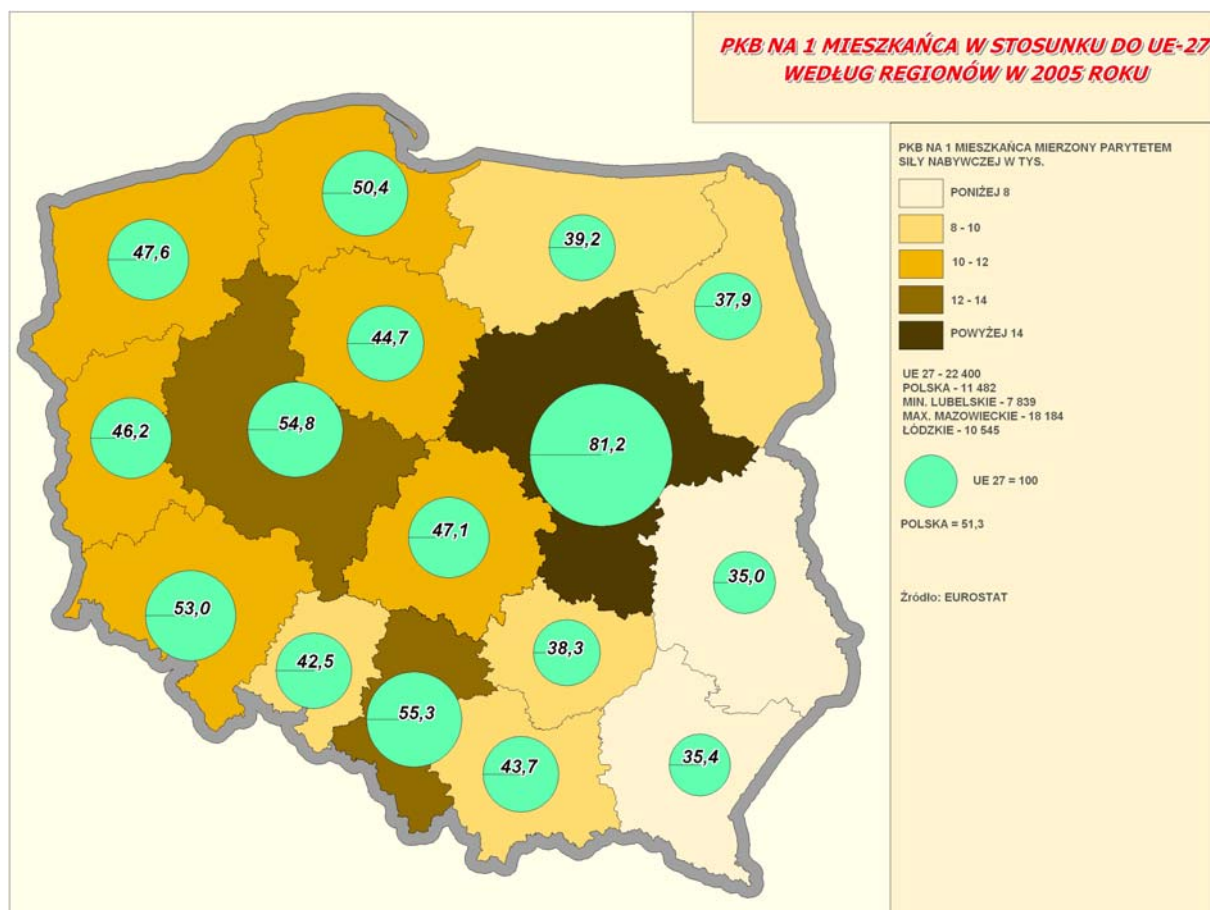 PKB NA 1 MIESZKAŃCA W STOSUNKU DO UE-27
WEDŁUG REGIONÓW W 2005 ROKU
PKB NA 1 MIESZKAŃCA MIERZONY PARYTETEM
SIŁY NABYWCZEJ W TYS.
PONIŻEJ 8
8 - 10
10 - 12
12 - 14
POWYŻEJ 14
UE 27 - 22 400
POLSKA - 11 482
MIN. LUBELSKIE - 7 839
MAX. MAZOWIECKIE - 18 184
ŁÓDZKIE - 10 545
UE 27 = 100
POLSKA = 51,3
Źródło: EUROSTAT
50,4
47,6
39,2
37,9
44,7
54,8
46,2
81,2
47,1
35,0
53,0
38,3
42,5
55,3
43,7
35,4